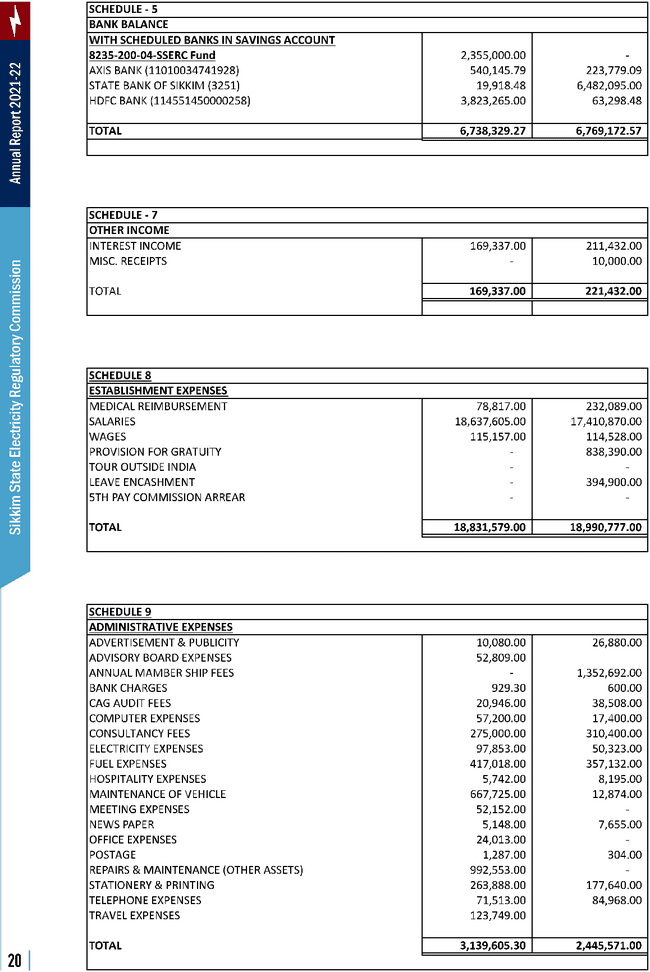 Annual Report 2021-22
Sikkim State Electricity Regulatory Commission
SCHEDULE - 5
BANK BALANCE
WITH SCHEDULED BANKS IN SAVINGS ACCOUNT
8235-200-04-SSERC Fund 2,355,000.00 -
AXIS BANK (11010034741928) 540,145.79 223,779.09
STATE BANK OF SIKKIM (3251) 19,918.48 6,482,095.00
HDFC BANK (114551450000258) 3,823,265.00 63,298.48
TOTAL 6,738,329.27 6,769,172.57
SCHEDULE - 7
OTHER INCOME
INTEREST INCOME 169,337.00 211,432.00
MISC. RECEIPTS - 10,000.00
TOTAL 169,337.00 221,432.00
SCHEDULE 8
ESTABLISHMENT EXPENSES
MEDICAL REIMBURSEMENT 78,817.00 232,089.00
SALARIES 18,637,605.00 17,410,870.00
WAGES 115,157.00 114,528.00
PROVISION FOR GRATUITY - 838,390.00
TOUR OUTSIDE INDIA - -
LEAVE ENCASHMENT - 394,900.00
5TH PAY COMMISSION ARREAR - -
TOTAL 18,831,579.00 18,990,777.00
SCHEDULE 9
ADMINISTRATIVE EXPENSES
ADVERTISEMENT & PUBLICITY 10,080.00 26,880.00
ADVISORY BOARD EXPENSES 52,809.00
ANNUAL MAMBER SHIP FEES - 1,352,692.00
BANK CHARGES 929.30 600.00
CAG AUDIT FEES 20,946.00 38,508.00
COMPUTER EXPENSES 57,200.00 17,400.00
CONSULTANCY FEES 275,000.00 310,400.00
ELECTRICITY EXPENSES 97,853.00 50,323.00
FUEL EXPENSES 417,018.00 357,132.00
HOSPITALITY EXPENSES 5,742.00 8,195.00
MAINTENANCE OF VEHICLE 667,725.00 12,874.00
MEETING EXPENSES 52,152.00 -
NEWS PAPER 5,148.00 7,655.00
OFFICE EXPENSES 24,013.00 -
POSTAGE 1,287.00 304.00
REPAIRS & MAINTENANCE (OTHER ASSETS) 992,553.00 -
STATIONERY & PRINTING 263,888.00 177,640.00
TELEPHONE EXPENSES 71,513.00 84,968.00
TRAVEL EXPENSES 123,749.00
TOTAL 3,139,605.30 2,445,571.00
20